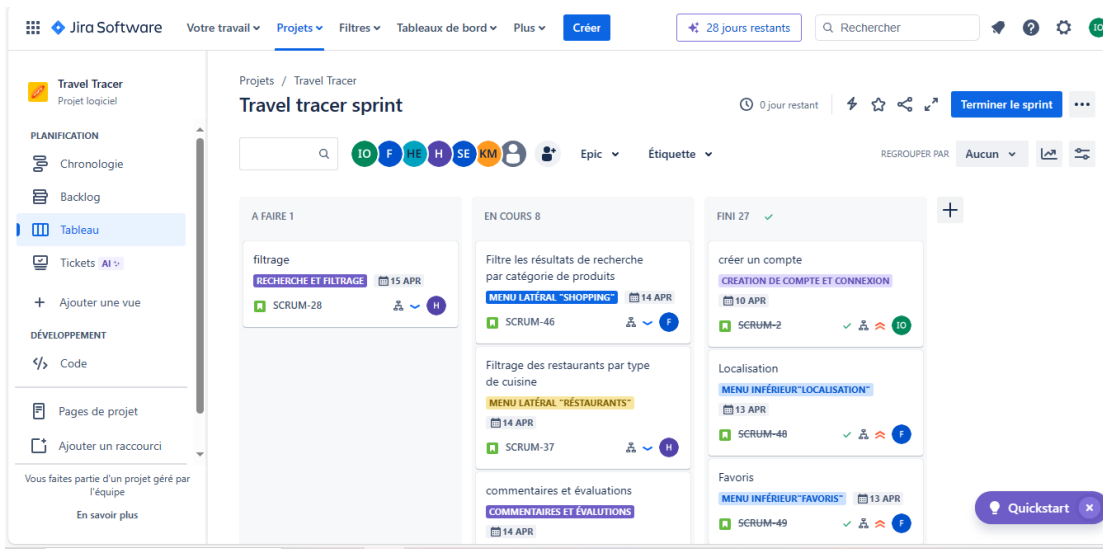 Jira Software
Votre travail
Projets
Filtres
Tableaux de bord
Plus
Créer
28 jours restants
Rechercher
IO
Travel Tracer
Projet logiciel
PLANIFICATION
Chronologie
Backlog
Tableau
Tickets
AI
Ajouter une vue
DÉVELOPPEMENT
Code
Pages de projet
Ajouter un raccourci
Vous faites partie d'un projet géré par
l'équipe
En savoir plus
Projets / Travel Tracer
Travel tracer sprint
0 jour restant
Terminer le sprint
IO F HE H SE KM
Epic
Étiquette
REGROUPER PAR
Aucun
A FAIRE 1
filtrage
RECHERCHE ET FILTRAGE
15 APR
SCRUM-28
H
EN COURS 8
Filtre les résultats de recherche
par catégorie de produits
MENU LATÉRAL "SHOPPING"
14 APR
SCRUM-46
F
Filtrage des restaurants par type
de cuisine
MENU LATÉRAL "RÉSTAURANTS"
14 APR
SCRUM-37
H
commentaires et évaluations
COMMENTAIRES ET ÉVALUTIONS
14 APR
FINI 27
créer un compte
CREATION DE COMPTE ET CONNEXION
10 APR
SCRUM-2
IO
Localisation
MENU INFÉRIEUR"LOCALISATION"
13 APR
SCRUM-48
F
Favoris
MENU INFÉRIEUR"FAVORIS"
13 APR
SCRUM-49
F
Quickstart